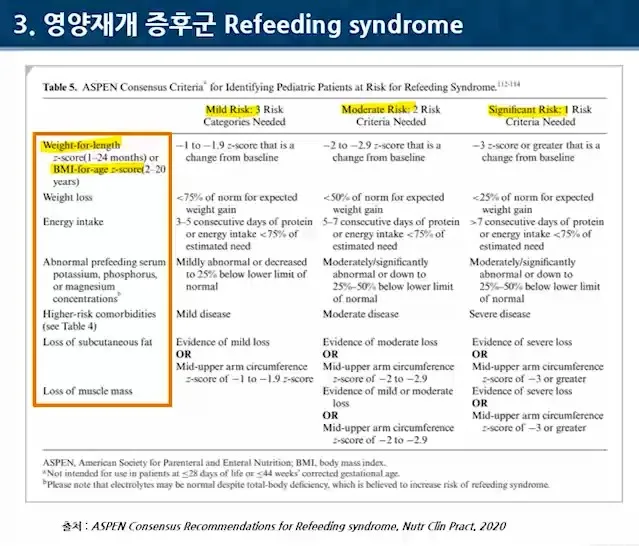 3. 영양재개 증후군 Refeeding syndrome
Table 5. ASPEN Consensus Criteriaᵃ for Identifying Pediatric Patients at Risk for Refeeding Syndrome.¹¹²⁻¹¹⁴
Mild Risk: 3 Risk Categories Needed
Moderate Risk: 2 Risk Criteria Needed
Significant Risk: 1 Risk Criteria Needed
Weight-for-length z-score(1–24 months) or BMI-for-age z-score(2–20 years)
−1 to −1.9 z-score that is a change from baseline
−2 to −2.9 z-score that is a change from baseline
−3 z-score or greater that is a change from baseline
Weight loss
<75% of norm for expected weight gain
<50% of norm for expected weight gain
<25% of norm for expected weight gain
Energy intake
3–5 consecutive days of protein or energy intake <75% of estimated need
5–7 consecutive days of protein or energy intake <75% of estimated need
>7 consecutive days of protein or energy intake <75% of estimated need
Abnormal prefeeding serum potassium, phosphorus, or magnesium concentrationsᵇ
Mildly abnormal or decreased to 25% below lower limit of normal
Moderately/significantly abnormal or down to 25%–50% below lower limit of normal
Moderately/significantly abnormal or down to 25%–50% below lower limit of normal
Higher-risk comorbidities (see Table 4)
Mild disease
Moderate disease
Severe disease
Loss of subcutaneous fat
Evidence of mild loss
OR
Mid-upper arm circumference z-score of −1 to −1.9 z-score
Evidence of moderate loss
OR
Mid-upper arm circumference z-score of −2 to −2.9
Evidence of severe loss
OR
Mid-upper arm circumference z-score of −3 or greater
Loss of muscle mass
Evidence of mild or moderate loss
OR
Mid-upper arm circumference z-score of −2 to −2.9
Evidence of severe loss
OR
Mid-upper arm circumference z-score of −3 or greater
ASPEN, American Society for Parenteral and Enteral Nutrition; BMI, body mass index.
ᵃNot intended for use in patients at ≤28 days of life or ≤44 weeks' corrected gestational age.
ᵇPlease note that electrolytes may be normal despite total-body deficiency, which is believed to increase risk of refeeding syndrome.
출처 : ASPEN Consensus Recommendations for Refeeding syndrome, Nutr Clin Pract, 2020